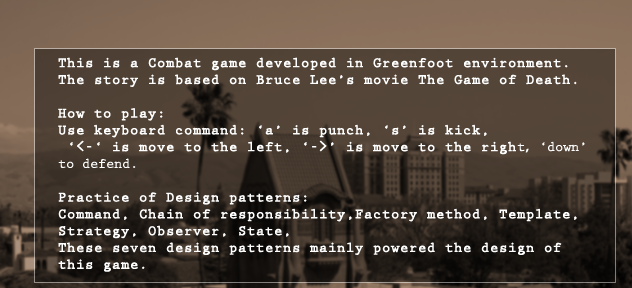 This is a Combat game developed in Greenfoot environment.
The story is based on Bruce Lee's movie The Game of Death.
How to play:
Use keyboard command: 'a' is punch, 's' is kick,
'<-' is move to the left, '->' is move to the right, 'down'
to defend.
Practice of Design patterns:
Command, Chain of responsibility,Factory method, Template,
Strategy, Observer, State,
These seven design patterns mainly powered the design of
this game.